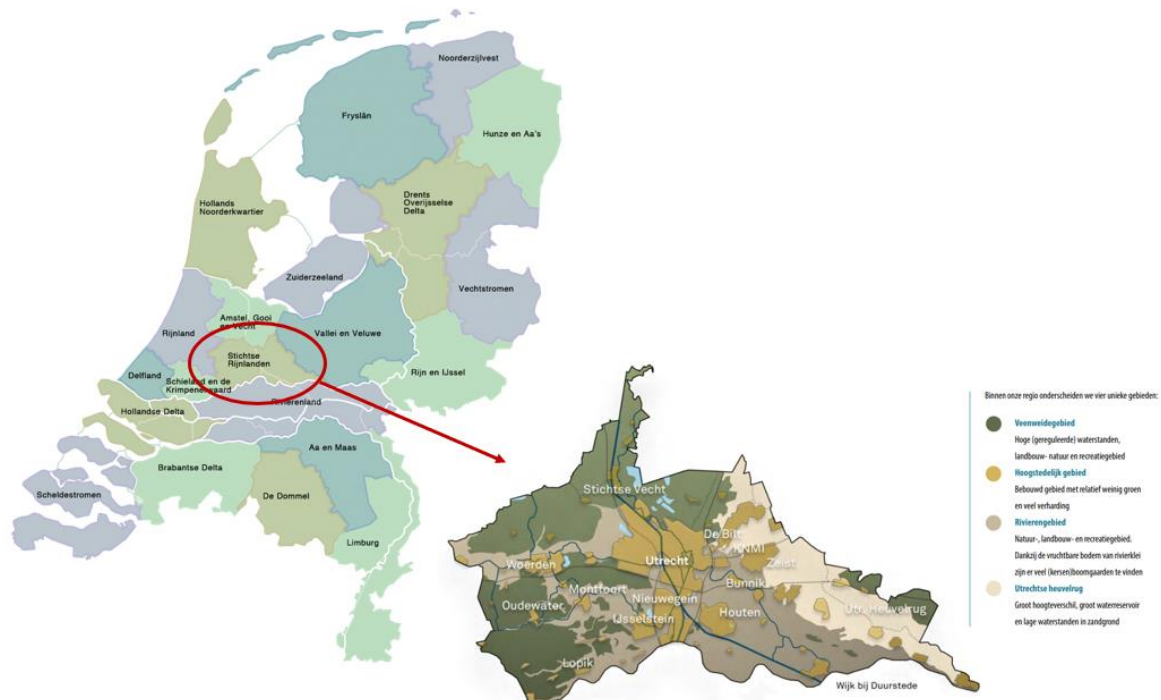 Noorderzijlvest
Fryslân
Hunze en Aa's
Hollands
Noorderkwartier
Drents
Overijsselse
Delta
Zuiderzeeland
Vechtstromen
Amstel, Gooi
en Vecht
Rijnland
Vallei en Veluwe
Stichtse
Rijnlanden
Delfland
Rijn en IJssel
Schieland en de
Krimpenerwaard
Rivierenland
Hollandse Delta
Aa en Maas
Brabantse Delta
De Dommel
Scheldestromen
Limburg
Stichtse Vecht
De Bilt
KNMI
Utrecht
Zeist
Woerden
Bunnik
Montfoort
Nieuwegein
Oudewater
Houten
Utr. Heuvelrug
IJsselstein
Lopik
Wijk bij Duurstede
Binnen onze regio onderscheiden we vier unieke gebieden:
Veenweidegebied
Hoge (gereguleerde) waterstanden,
landbouw- natuur en recreatiegebied
Hoogstedelijk gebied
Bebouwd gebied met relatief weinig groen
en veel verharding
Rivierengebied
Natuur-, landbouw- en recreatiegebied.
Dankzij de vruchtbare bodem van rivierklei
zijn er veel (kersen)boomgaarden te vinden
Utrechtse heuvelrug
Groot hoogteverschil, groot waterreservoir
en lage waterstanden in zandgrond